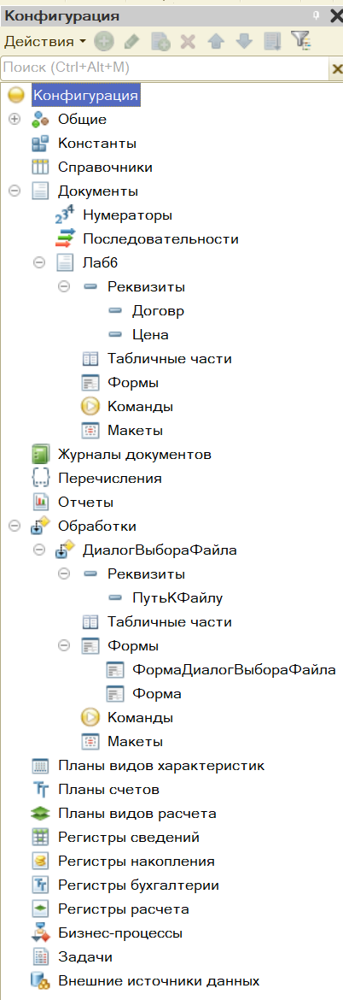 Конфигурация
Действия
Поиск (Ctrl+Alt+M)
Конфигурация
Общие
Константы
Справочники
Документы
Нумераторы
Последовательности
Лаб6
Реквизиты
Договр
Цена
Табличные части
Формы
Команды
Макеты
Журналы документов
Перечисления
Отчеты
Обработки
ДиалогВыбораФайла
Реквизиты
ПутьКФайлу
Табличные части
Формы
ФормаДиалогВыбораФайла
Форма
Команды
Макеты
Планы видов характеристик
Планы счетов
Планы видов расчета
Регистры сведений
Регистры накопления
Регистры бухгалтерии
Регистры расчета
Бизнес-процессы
Задачи
Внешние источники данных